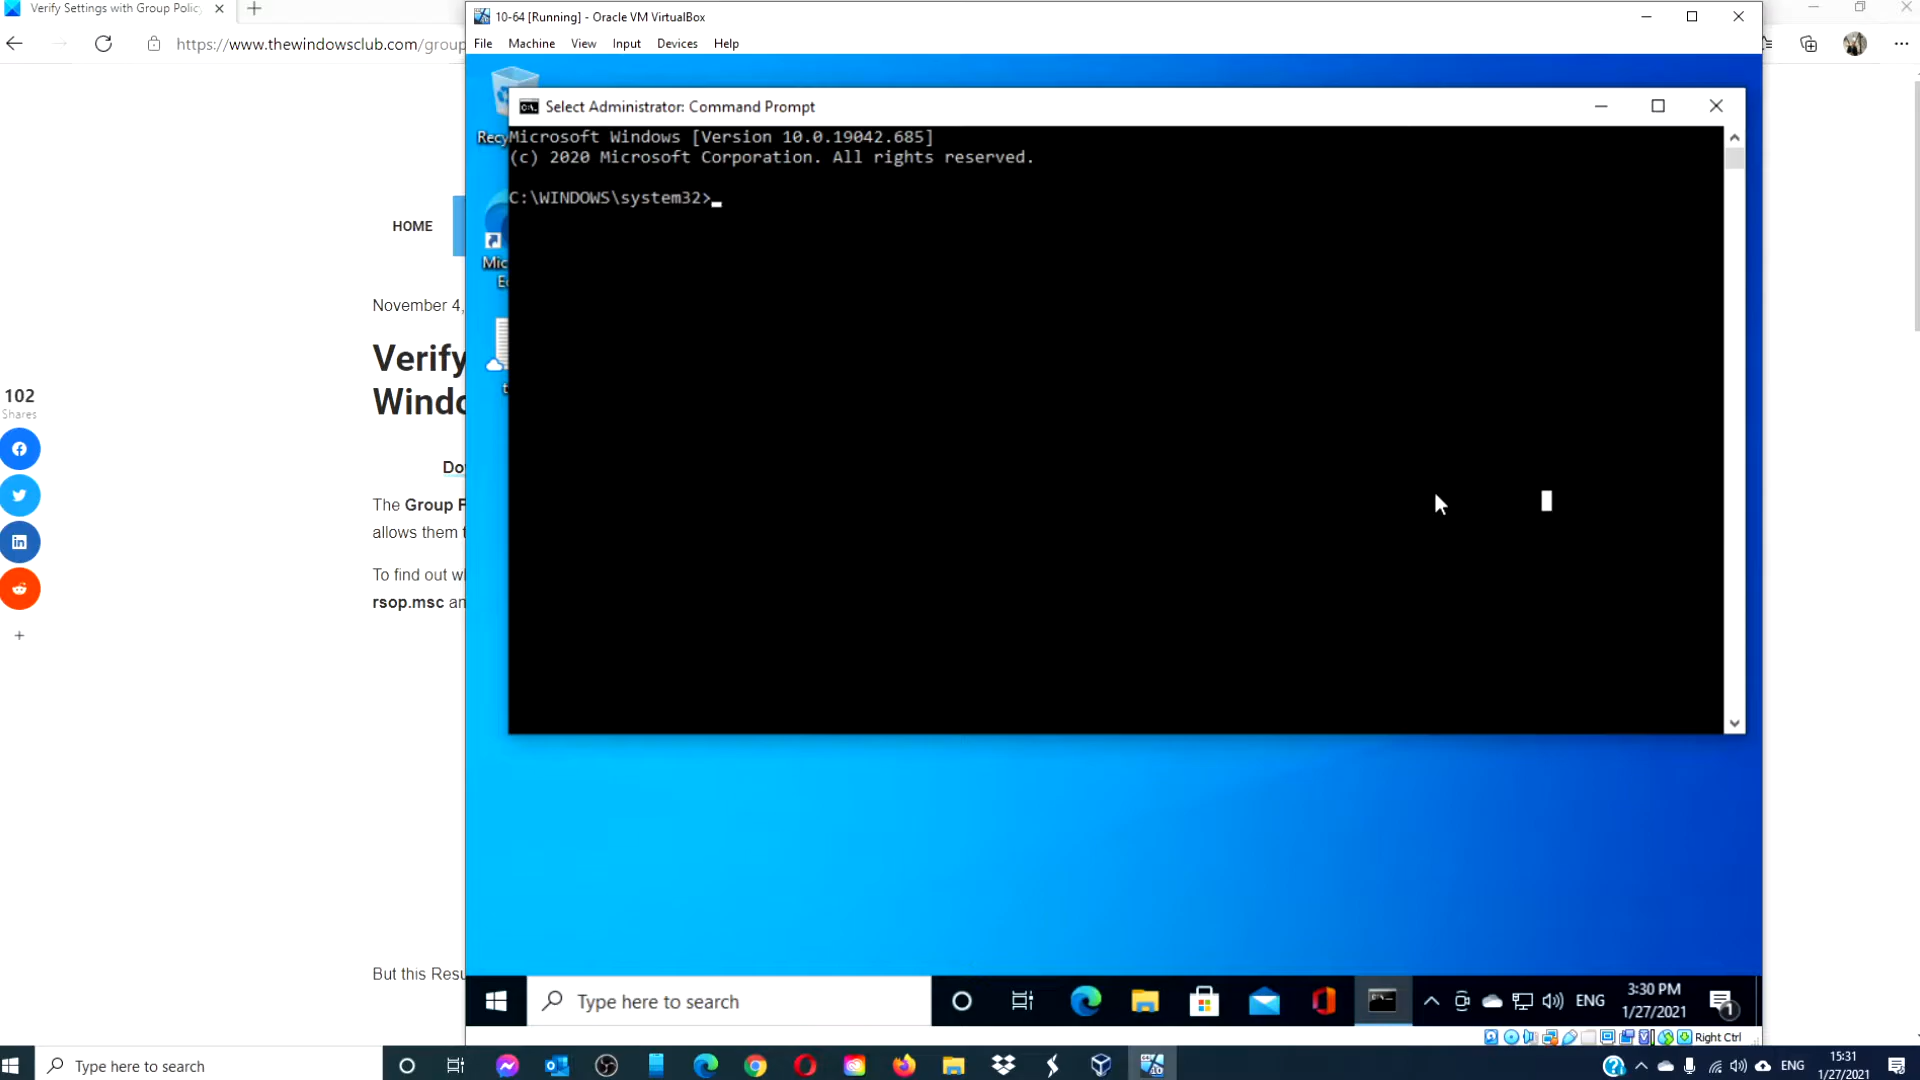 Verify Settings with Group Policy
https://www.thewindowsclub.com/group
10-64 [Running] - Oracle VM VirtualBox
File Machine View Input Devices Help
Select Administrator: Command Prompt
Microsoft Windows [Version 10.0.19042.685]
(c) 2020 Microsoft Corporation. All rights reserved.
C:\WINDOWS\system32>
HOME
November 4,
Verify
Windo
102
Shares
The Group P
allows them t
To find out wh
rsop.msc an
But this Resu
Type here to search
ENG
3:30 PM
1/27/2021
1
Right Ctrl
Type here to search
ENG
15:31
1/27/2021